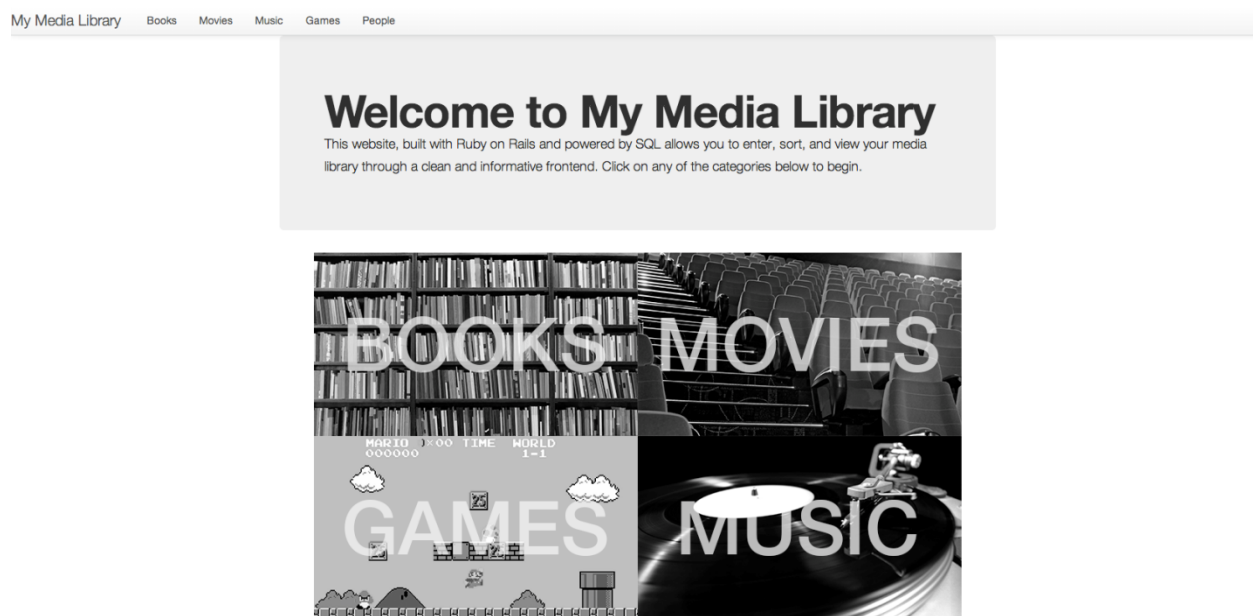 My Media Library Books Movies Music Games People
Welcome to My Media Library
This website, built with Ruby on Rails and powered by SQL allows you to enter, sort, and view your media
library through a clean and informative frontend. Click on any of the categories below to begin.
BOOKS MOVIES
MARIO ×00 TIME WORLD
000000 1-1
GAMES MUSIC